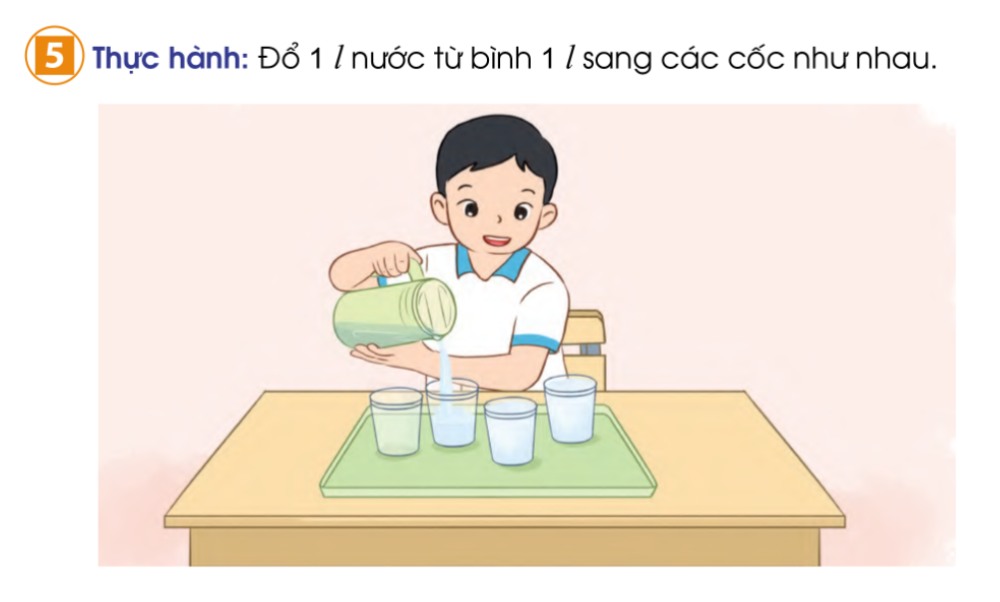 5 Thực hành: Đổ 1 l nước từ bình 1 l sang các cốc như nhau.